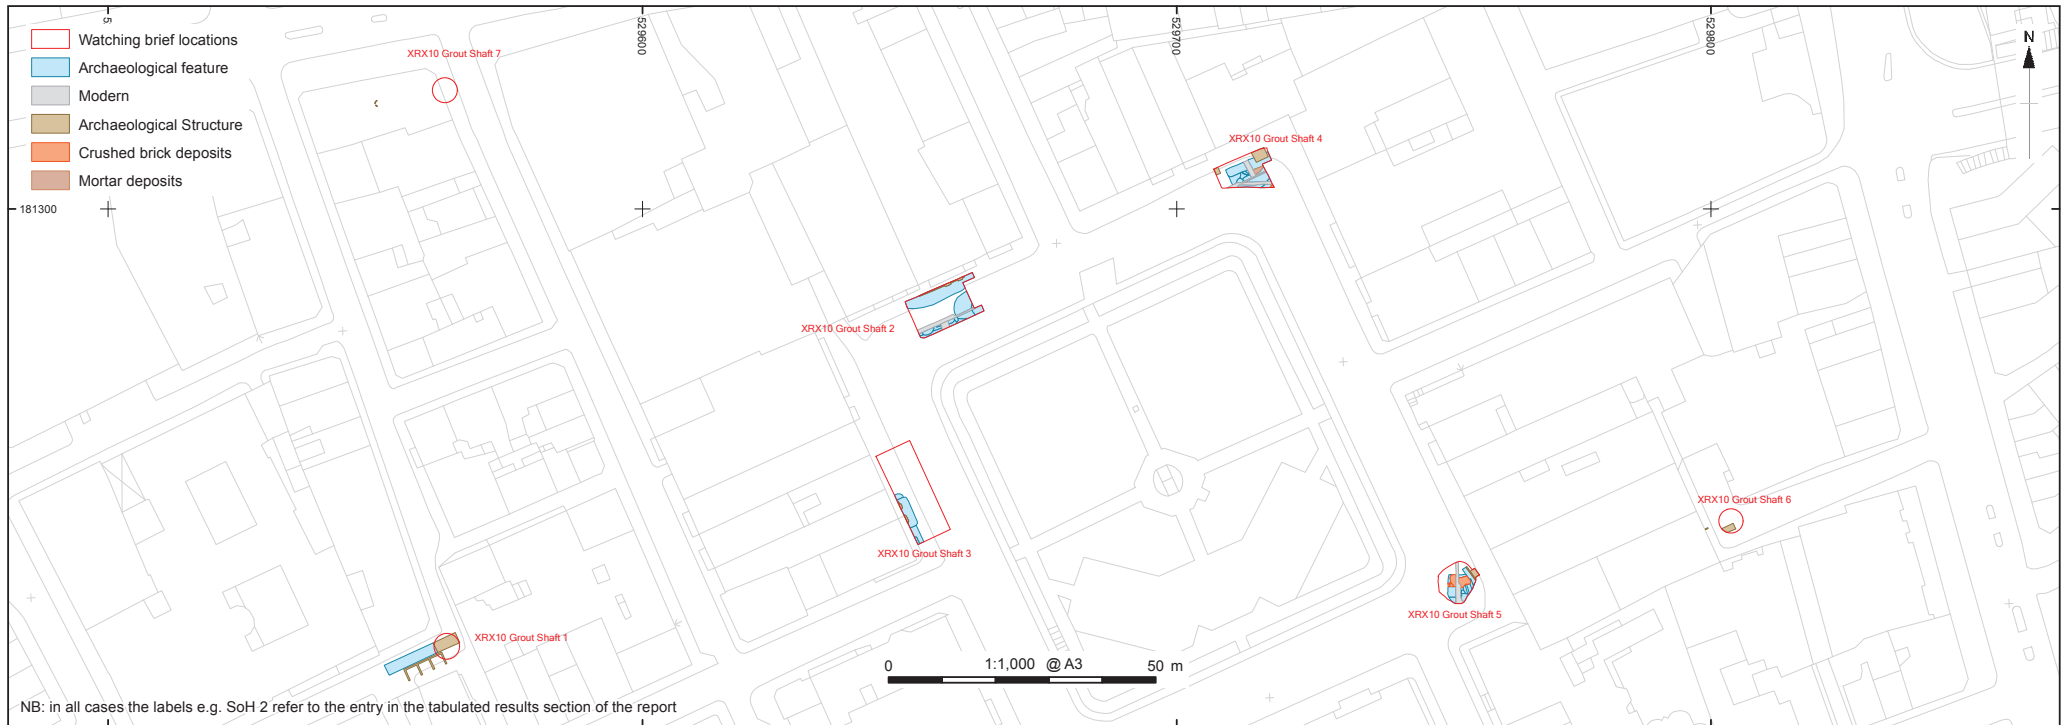 5
529600
529700
529800
N
Watching brief locations
Archaeological feature
Modern
Archaeological Structure
Crushed brick deposits
Mortar deposits
XRX10 Grout Shaft 7
XRX10 Grout Shaft 4
181300
XRX10 Grout Shaft 2
XRX10 Grout Shaft 6
XRX10 Grout Shaft 3
XRX10 Grout Shaft 5
XRX10 Grout Shaft 1
0 1:1,000 @ A3 50 m
NB: in all cases the labels e.g. SoH 2 refer to the entry in the tabulated results section of the report